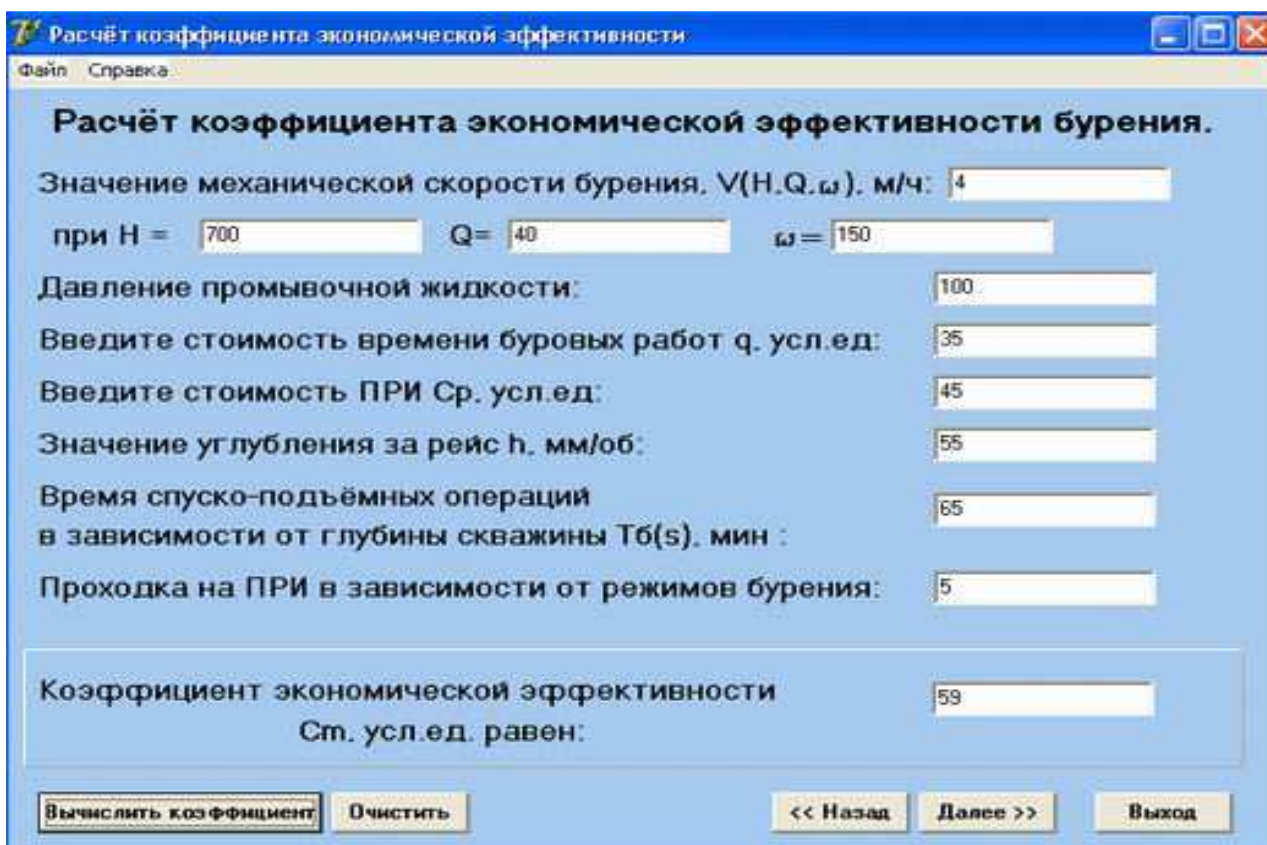 Расчёт коэффициента экономической эффективности
Файл Справка
Расчёт коэффициента экономической эффективности бурения.
Значение механической скорости бурения, V(H,Q,ω), м/ч: 4
при H = 700 Q= 40 ω= 150
Давление промывочной жидкости: 100
Введите стоимость времени буровых работ q, усл.ед: 35
Введите стоимость ПРИ Ср, усл.ед: 45
Значение углубления за рейс h, мм/об: 55
Время спуско-подъёмных операций
в зависимости от глубины скважины Тб(s), мин : 65
Проходка на ПРИ в зависимости от режимов бурения: 5
Коэффициент экономической эффективности 59
Cm, усл.ед. равен:
Вычислить коэффициент Очистить << Назад Далее >> Выход